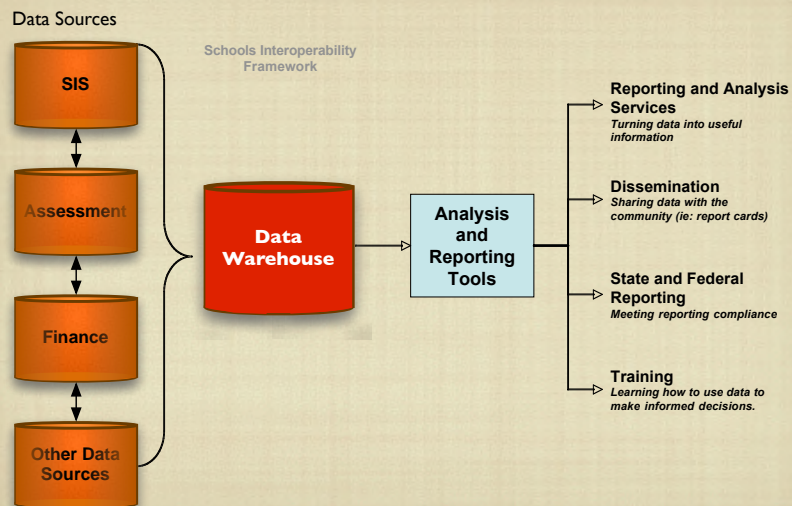 Data Sources
Schools Interoperability
Framework
SIS
Assessment
Finance
Other Data
Sources
Data
Warehouse
Analysis
and
Reporting
Tools
Reporting and Analysis
Services
Turning data into useful
information
Dissemination
Sharing data with the
community (ie: report cards)
State and Federal
Reporting
Meeting reporting compliance
Training
Learning how to use data to
make informed decisions.